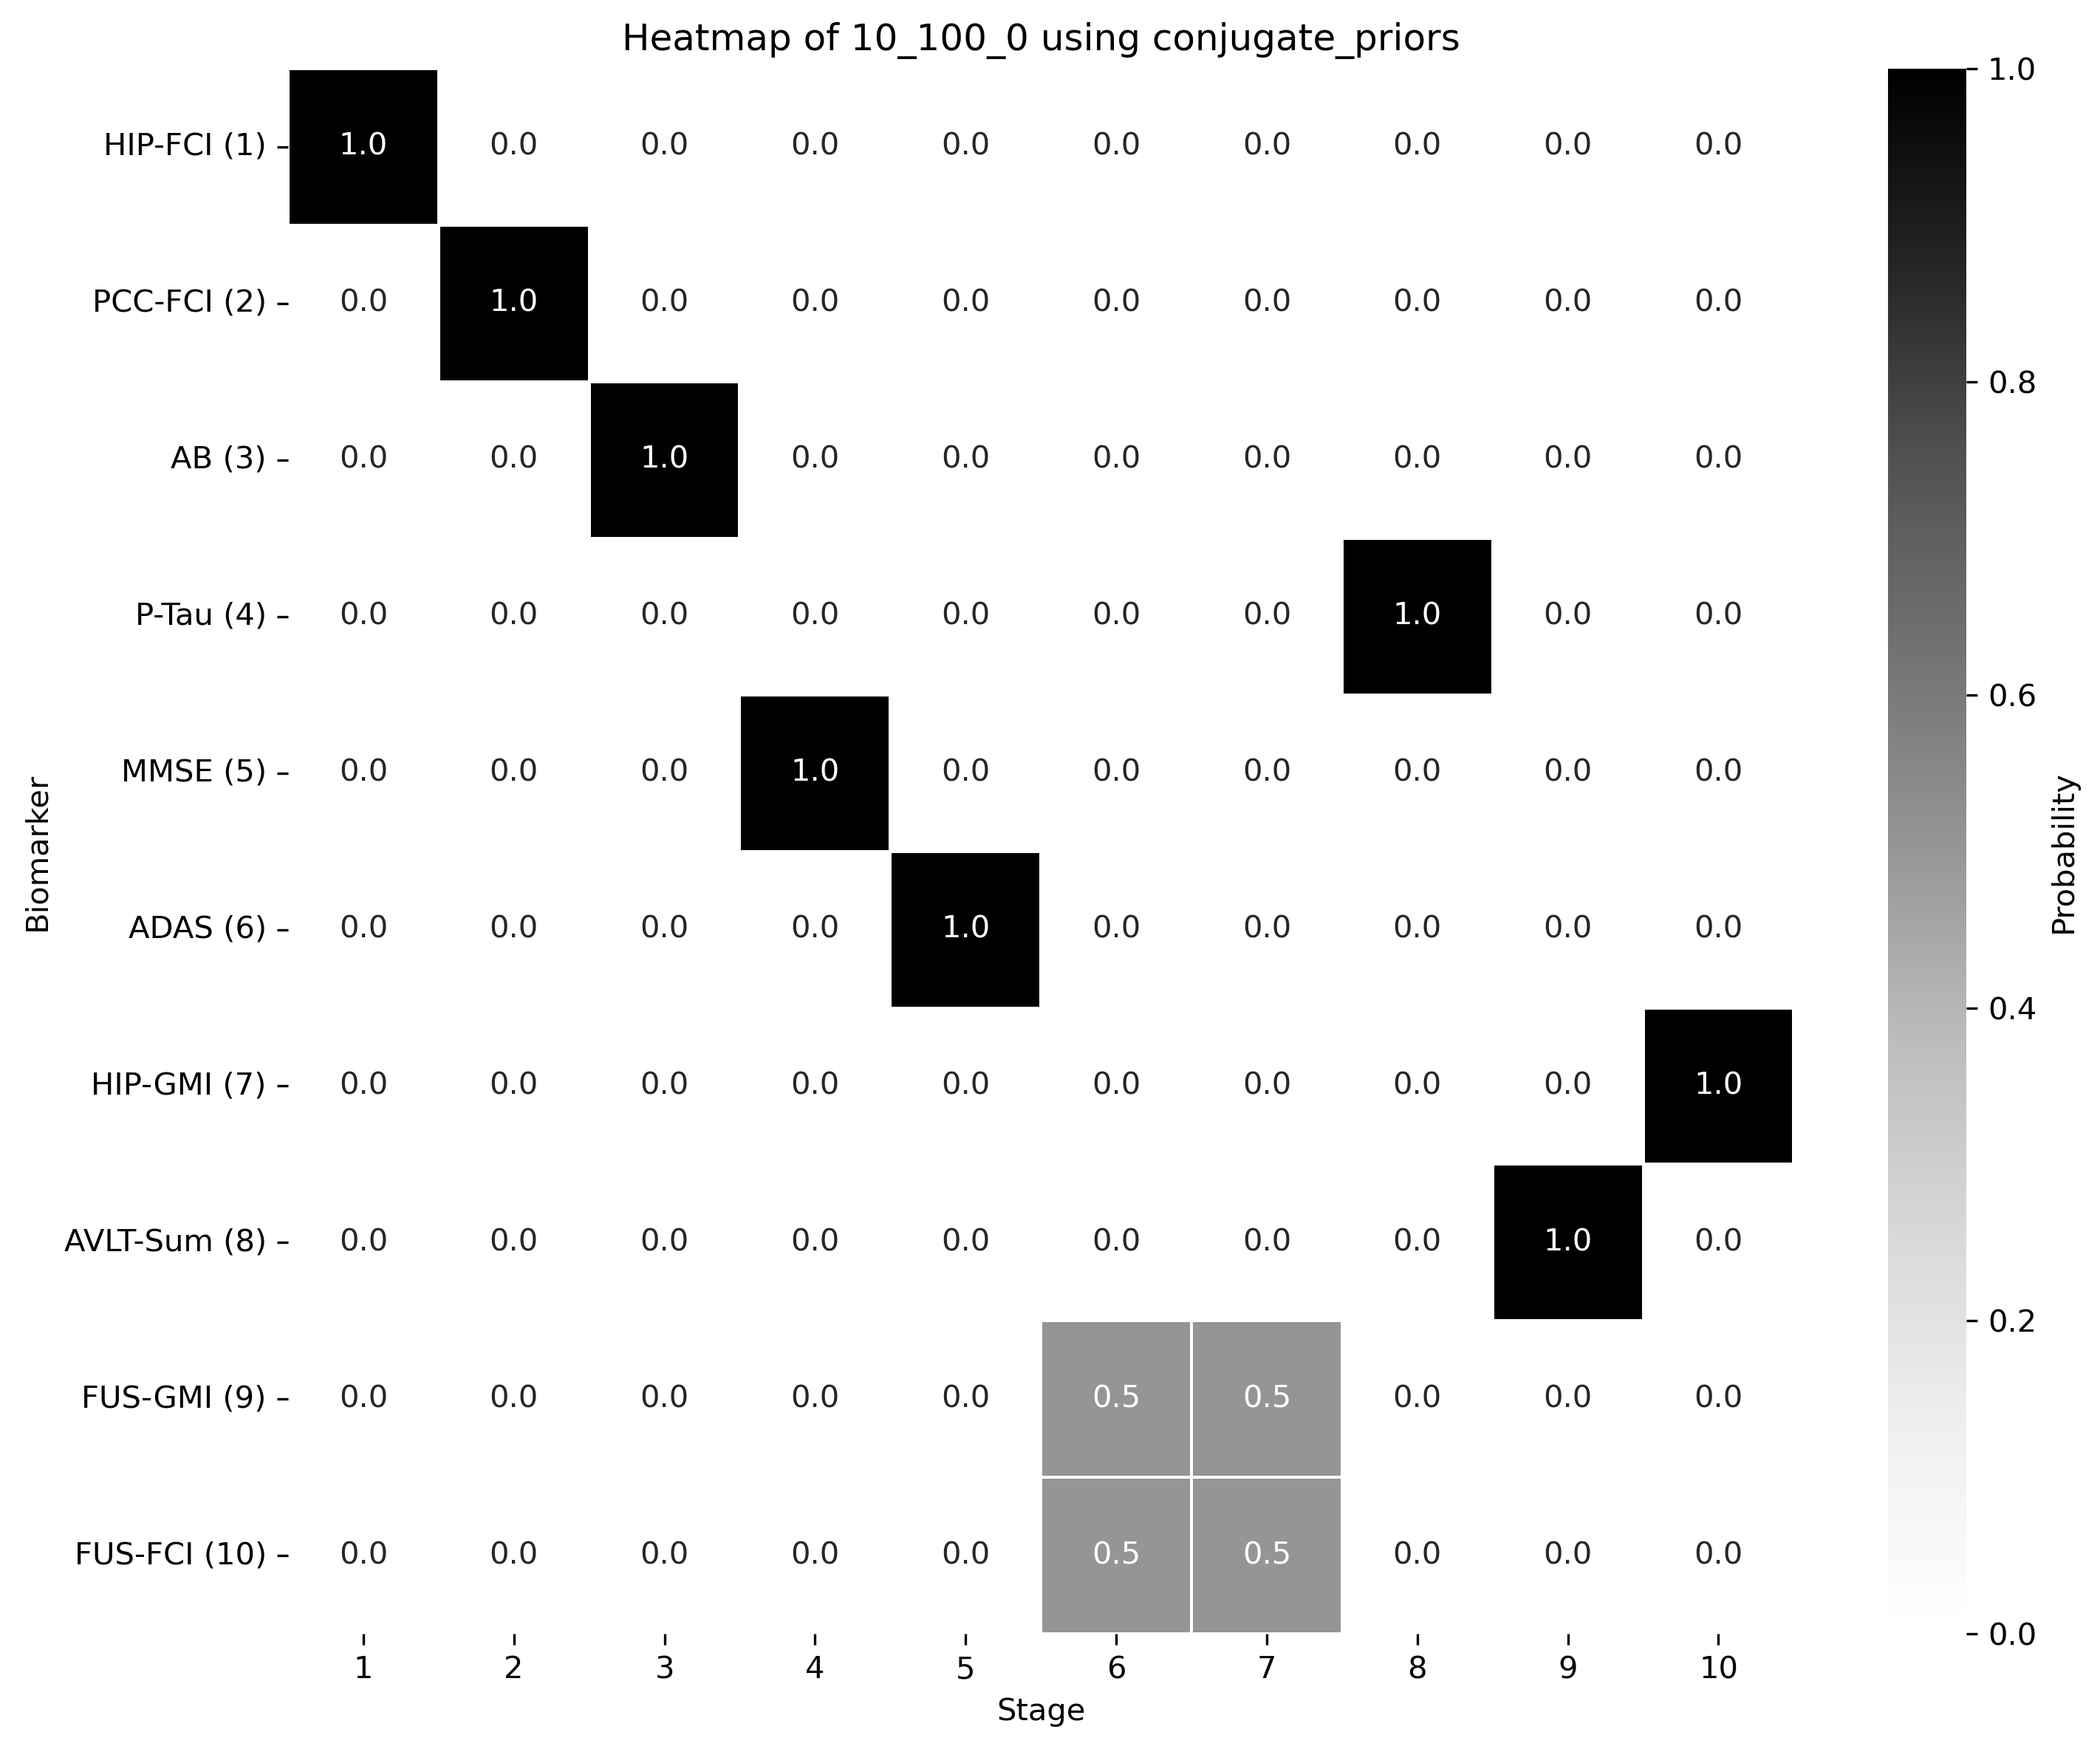 Heatmap of 10_100_0 using conjugate_priors
HIP-FCI (1) 1.0 0.0 0.0 0.0 0.0 0.0 0.0 0.0 0.0 0.0
PCC-FCI (2) 0.0 1.0 0.0 0.0 0.0 0.0 0.0 0.0 0.0 0.0
AB (3) 0.0 0.0 1.0 0.0 0.0 0.0 0.0 0.0 0.0 0.0
P-Tau (4) 0.0 0.0 0.0 0.0 0.0 0.0 0.0 1.0 0.0 0.0
MMSE (5) 0.0 0.0 0.0 1.0 0.0 0.0 0.0 0.0 0.0 0.0
ADAS (6) 0.0 0.0 0.0 0.0 1.0 0.0 0.0 0.0 0.0 0.0
HIP-GMI (7) 0.0 0.0 0.0 0.0 0.0 0.0 0.0 0.0 0.0 1.0
AVLT-Sum (8) 0.0 0.0 0.0 0.0 0.0 0.0 0.0 0.0 1.0 0.0
FUS-GMI (9) 0.0 0.0 0.0 0.0 0.0 0.5 0.5 0.0 0.0 0.0
FUS-FCI (10) 0.0 0.0 0.0 0.0 0.0 0.5 0.5 0.0 0.0 0.0
1 2 3 4 5 6 7 8 9 10
Stage
Biomarker
1.0
0.8
0.6
0.4
0.2
0.0
Probability